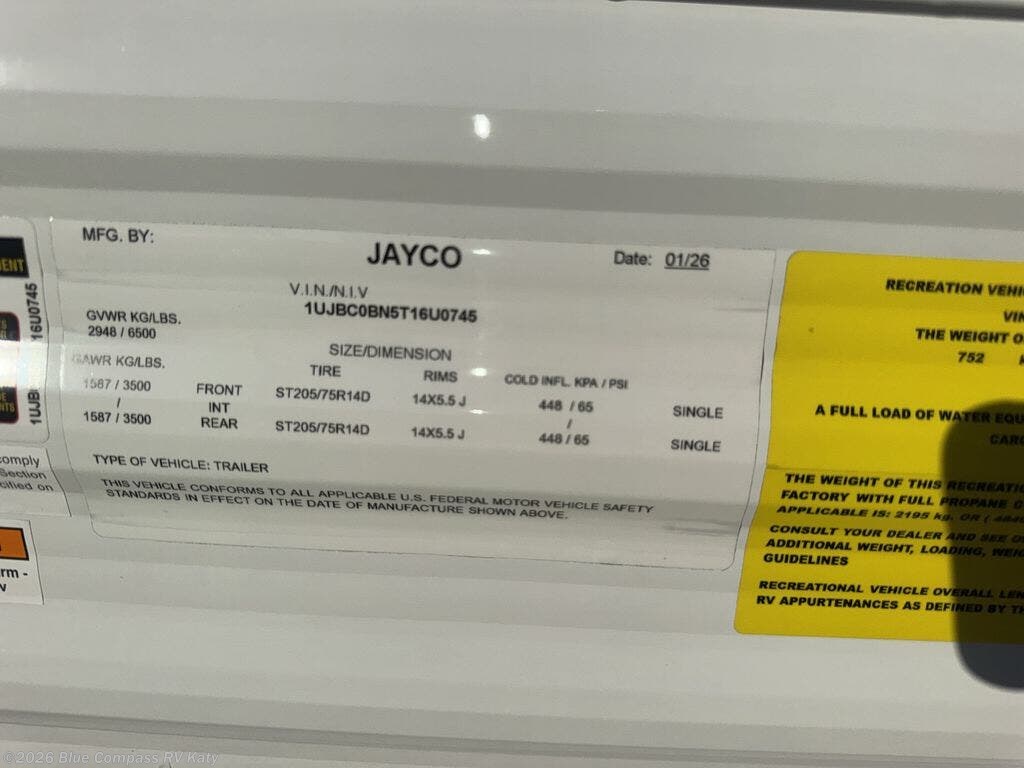 MFG. BY:
JAYCO
Date: 01/26
V.I.N./N.I.V
1UJBC0BN5T16U0745
GVWR KG/LBS.
2948 / 6500
GAWR KG/LBS.
SIZE/DIMENSION
TIRE RIMS COLD INFL. KPA / PSI
1587 / 3500 FRONT ST205/75R14D 14X5.5 J 448 / 65 SINGLE
/ INT /
1587 / 3500 REAR ST205/75R14D 14X5.5 J 448 / 65 SINGLE
TYPE OF VEHICLE: TRAILER
THIS VEHICLE CONFORMS TO ALL APPLICABLE U.S. FEDERAL MOTOR VEHICLE SAFETY
STANDARDS IN EFFECT ON THE DATE OF MANUFACTURE SHOWN ABOVE.
RECREATION VEHI
VIN
THE WEIGHT O
752
A FULL LOAD OF WATER EQU
CARG
THE WEIGHT OF THIS RECREATIO
FACTORY WITH FULL PROPANE
APPLICABLE IS: 2195 kg. OR (
CONSULT YOUR DEALER AND SEE
ADDITIONAL WEIGHT, LOADING, WEI
GUIDELINES
RECREATIONAL VEHICLE OVERALL LEN
RV APPURTENANCES AS DEFINED BY TH
ENT
16U0745
1UJB
comply
Section
cified on
rm -
©2026 Blue Compass RV Katy